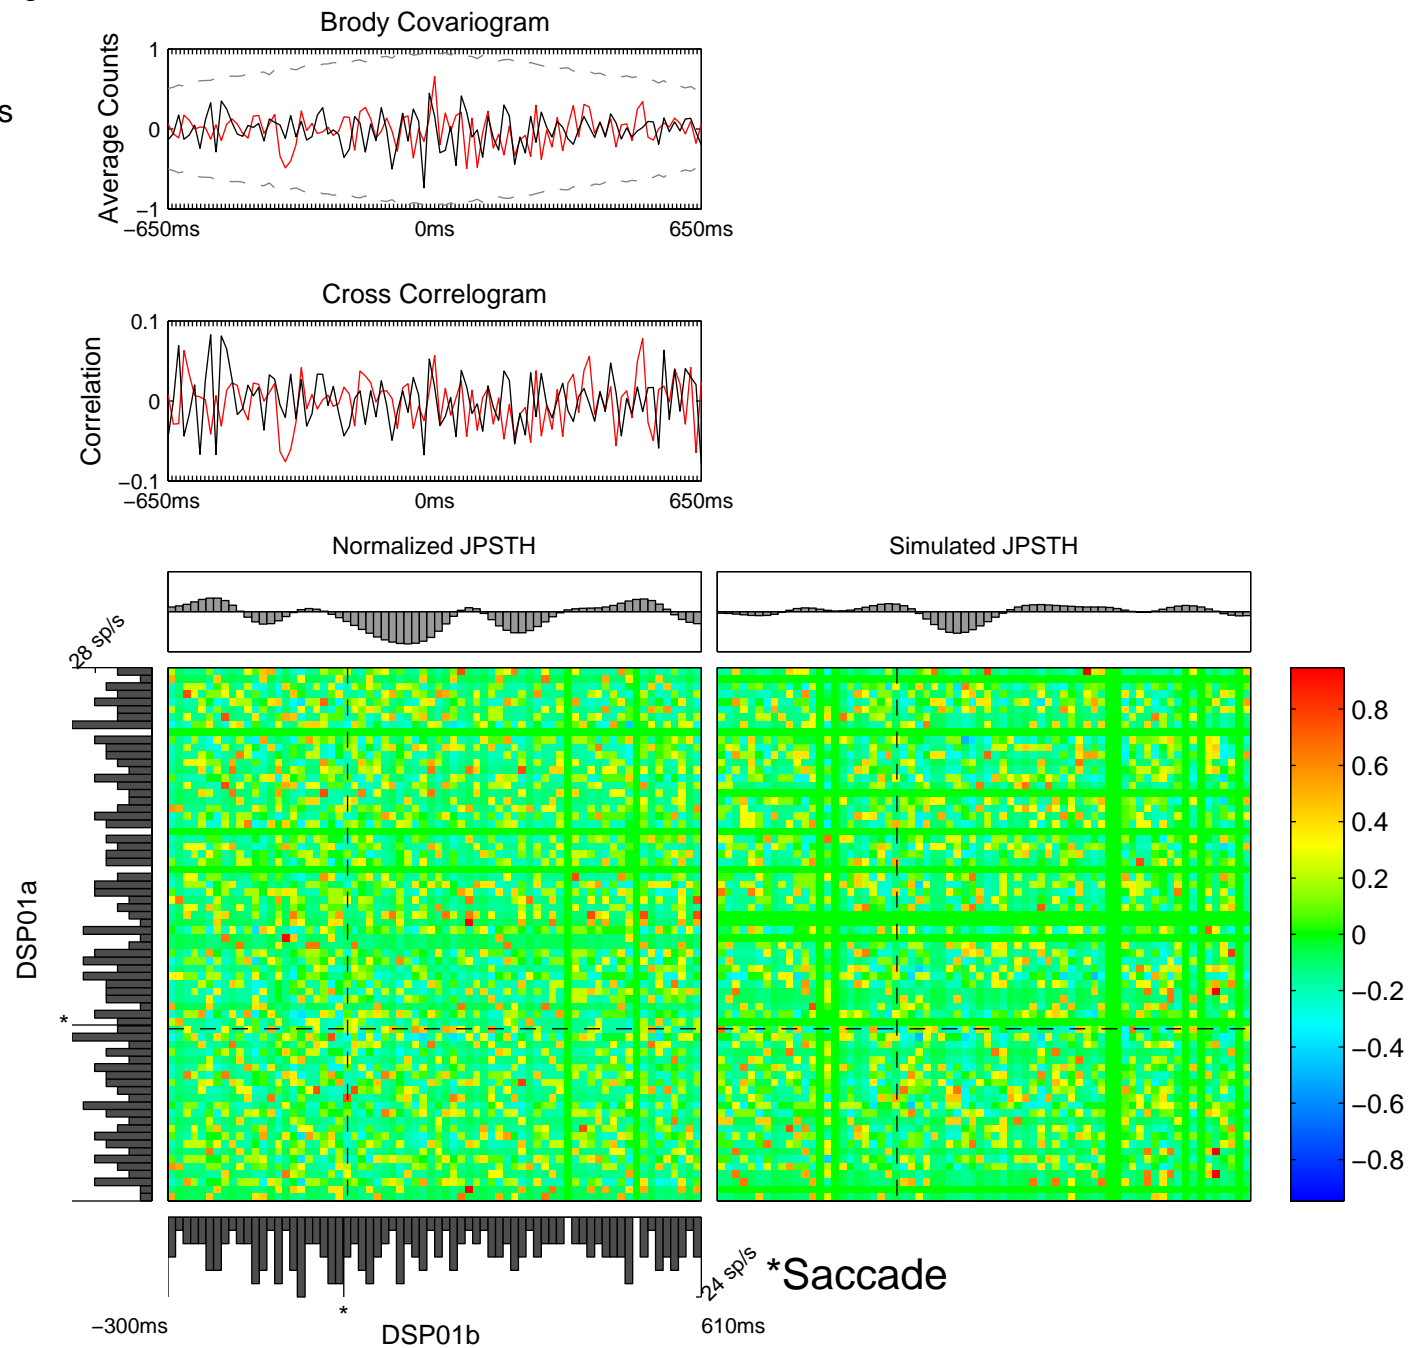 Brody Covariogram
Average Counts
1
0
−1
−650ms 0ms 650ms
s
Cross Correlogram
Correlation
0.1
0
−0.1
−650ms 0ms 650ms
Normalized JPSTH
Simulated JPSTH
28 sp/s
DSP01a
*
0.8
0.6
0.4
0.2
0
−0.2
−0.4
−0.6
−0.8
24 sp/s
*Saccade
*
−300ms
DSP01b
610ms